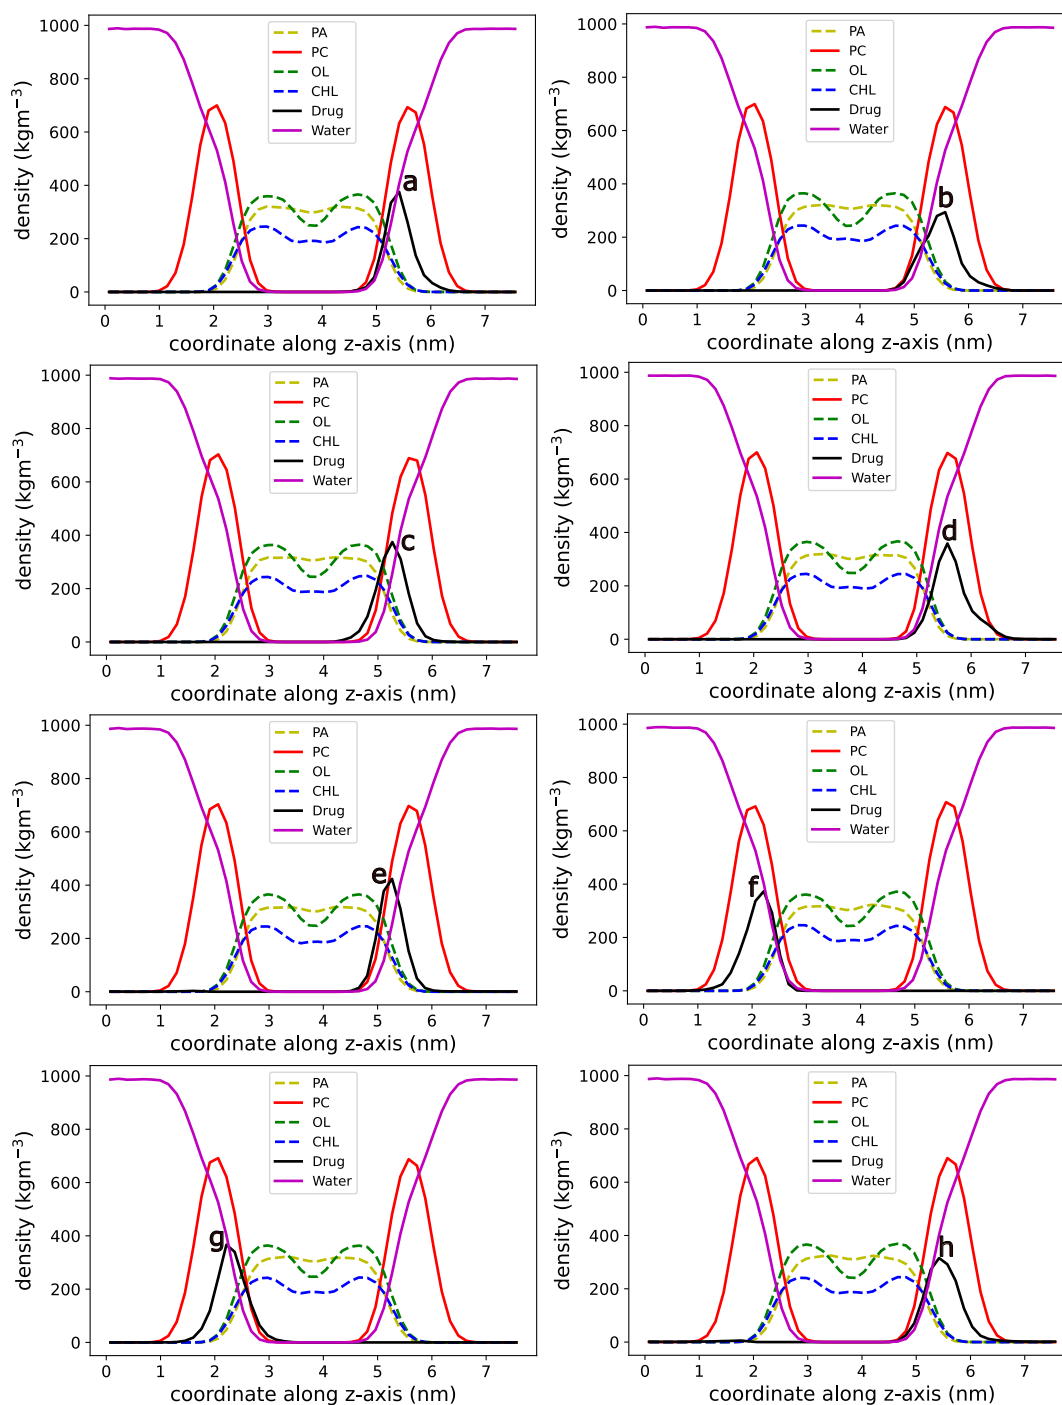 1000
800
600
400
200
0
density (kgm⁻³)
PA
PC
OL
CHL
Drug
Water
a
0 1 2 3 4 5 6 7
coordinate along z-axis (nm)
1000
800
600
400
200
0
density (kgm⁻³)
PA
PC
OL
CHL
Drug
Water
b
0 1 2 3 4 5 6 7
coordinate along z-axis (nm)
1000
800
600
400
200
0
density (kgm⁻³)
PA
PC
OL
CHL
Drug
Water
c
0 1 2 3 4 5 6 7
coordinate along z-axis (nm)
1000
800
600
400
200
0
density (kgm⁻³)
PA
PC
OL
CHL
Drug
Water
d
0 1 2 3 4 5 6 7
coordinate along z-axis (nm)
1000
800
600
400
200
0
density (kgm⁻³)
PA
PC
OL
CHL
Drug
Water
e
0 1 2 3 4 5 6 7
coordinate along z-axis (nm)
1000
800
600
400
200
0
density (kgm⁻³)
PA
PC
OL
CHL
Drug
Water
f
0 1 2 3 4 5 6 7
coordinate along z-axis (nm)
1000
800
600
400
200
0
density (kgm⁻³)
PA
PC
OL
CHL
Drug
Water
g
0 1 2 3 4 5 6 7
coordinate along z-axis (nm)
1000
800
600
400
200
0
density (kgm⁻³)
PA
PC
OL
CHL
Drug
Water
h
0 1 2 3 4 5 6 7
coordinate along z-axis (nm)